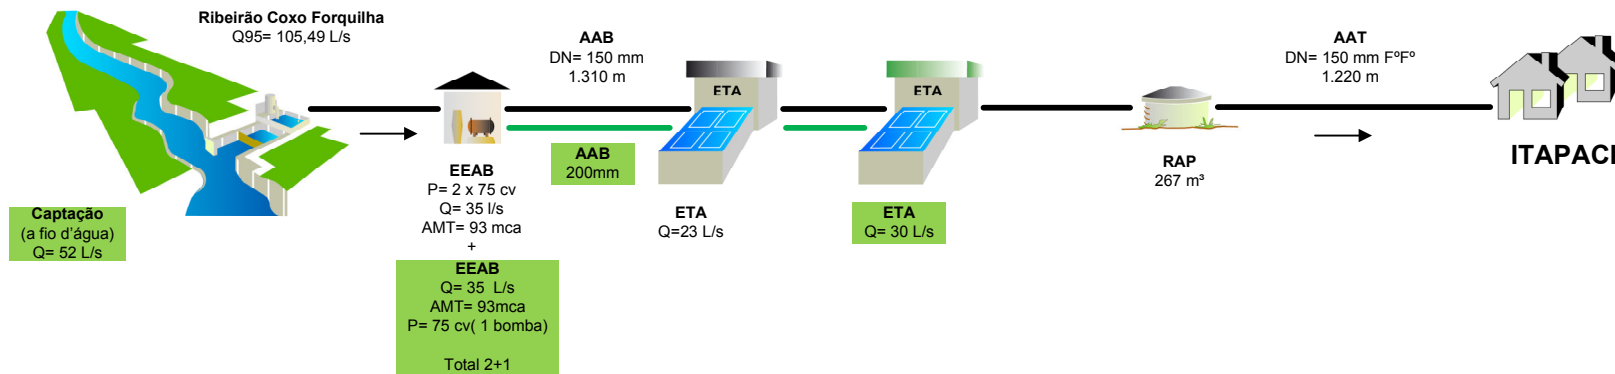 Ribeirão Coxo Forquilha
Q95= 105,49 L/s
Captação
(a fio d'água)
Q= 52 L/s
EEAB
P= 2 x 75 cv
Q= 35 l/s
AMT= 93 mca
+
EEAB
Q= 35 L/s
AMT= 93mca
P= 75 cv( 1 bomba)
Total 2+1
AAB
DN= 150 mm
1.310 m
AAB
200mm
ETA
ETA
Q=23 L/s
ETA
ETA
Q= 30 L/s
RAP
267 m³
AAT
DN= 150 mm FºFº
1.220 m
ITAPACI